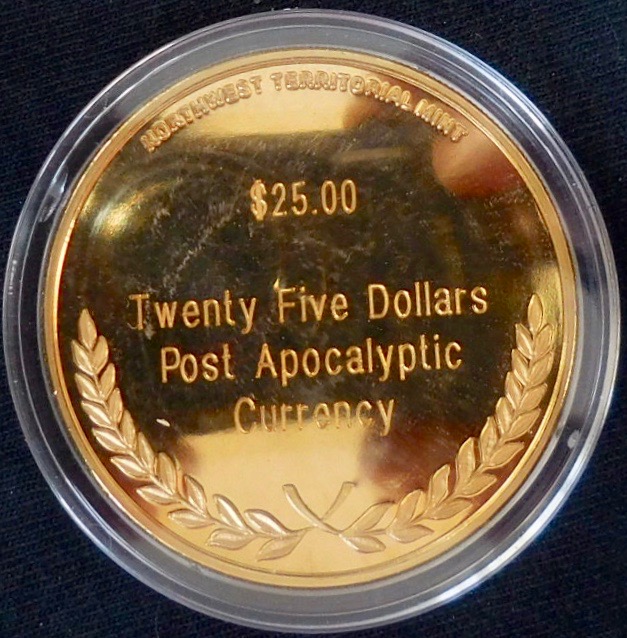 NORTHWEST TERRITORIAL MINT
$25.00
Twenty Five Dollars
Post Apocalyptic
Currency